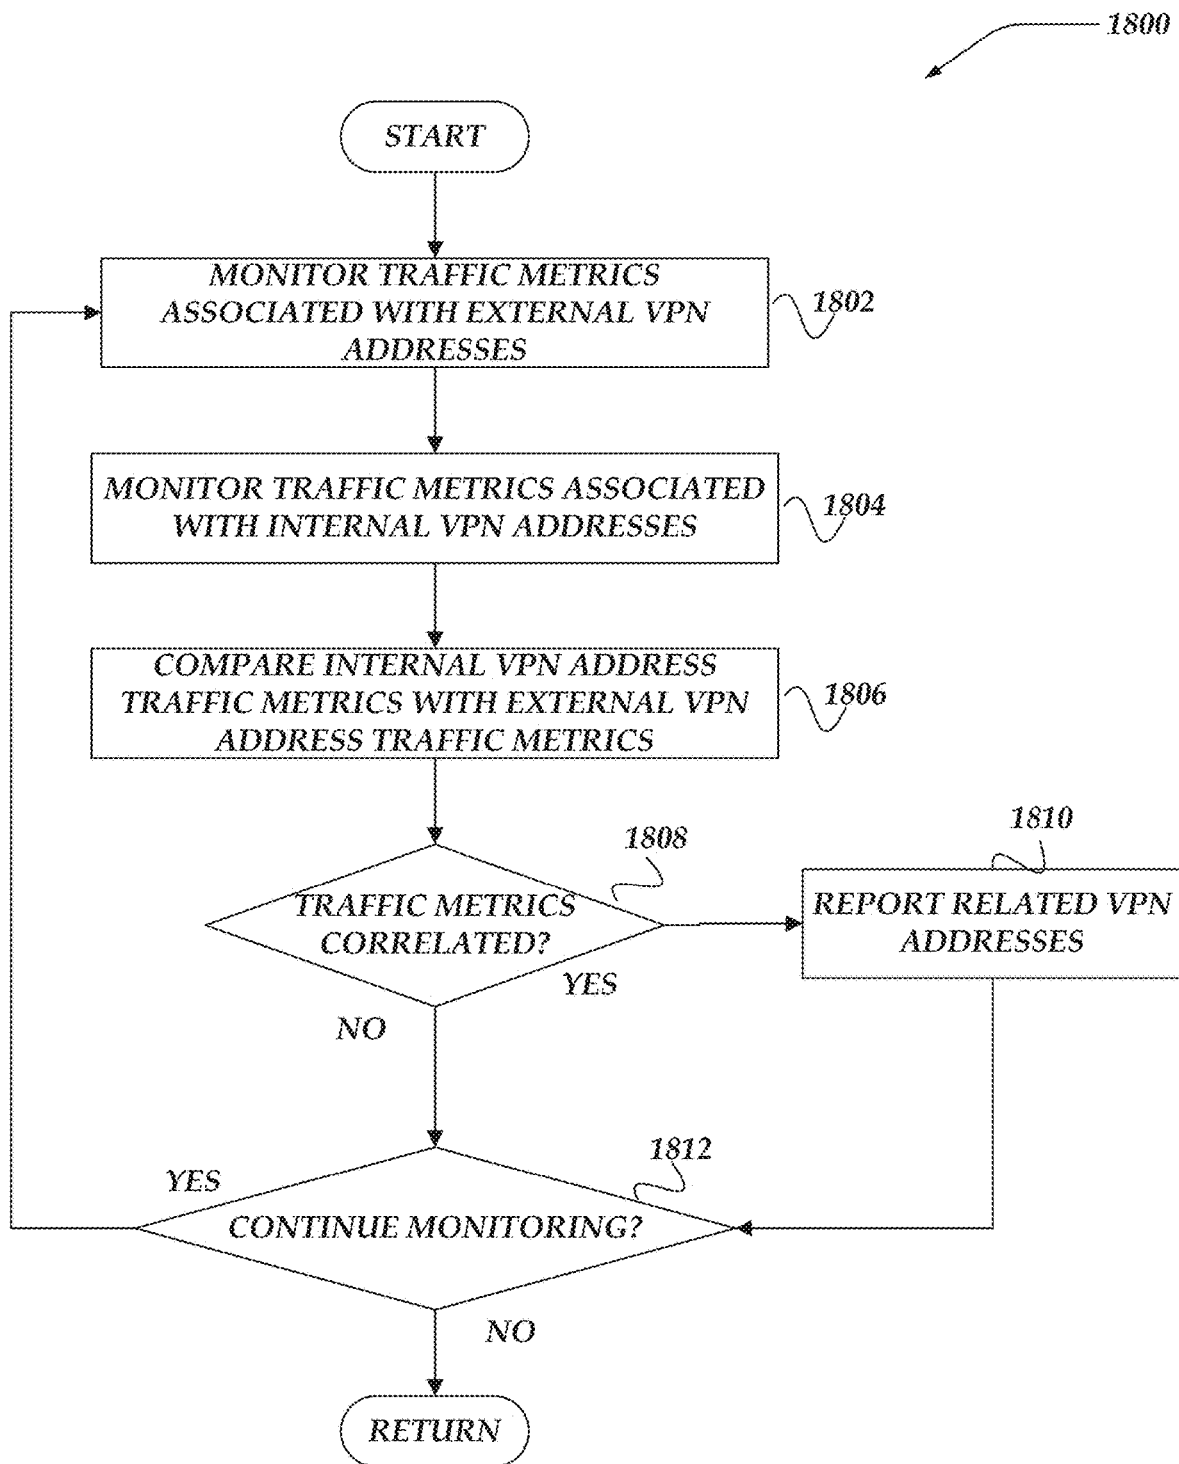 1800
START
MONITOR TRAFFIC METRICS
ASSOCIATED WITH EXTERNAL VPN
ADDRESSES
1802
MONITOR TRAFFIC METRICS ASSOCIATED
WITH INTERNAL VPN ADDRESSES
1804
COMPARE INTERNAL VPN ADDRESS
TRAFFIC METRICS WITH EXTERNAL VPN
ADDRESS TRAFFIC METRICS
1806
1808
TRAFFIC METRICS
CORRELATED?
YES
NO
1810
REPORT RELATED VPN
ADDRESSES
1812
YES
CONTINUE MONITORING?
NO
RETURN